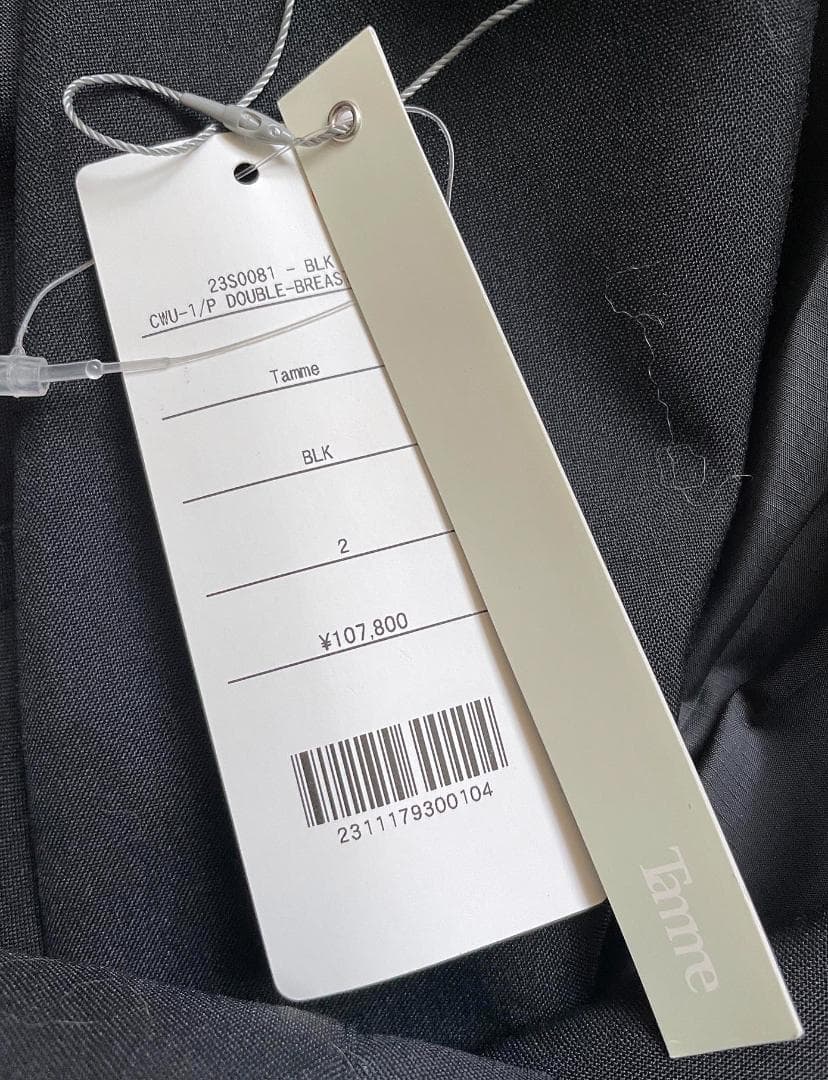 23S0081 - BLK
CWU-1/P DOUBLE-BREAS
Tamme
BLK
2
¥107,800
2311179300104
Tamme